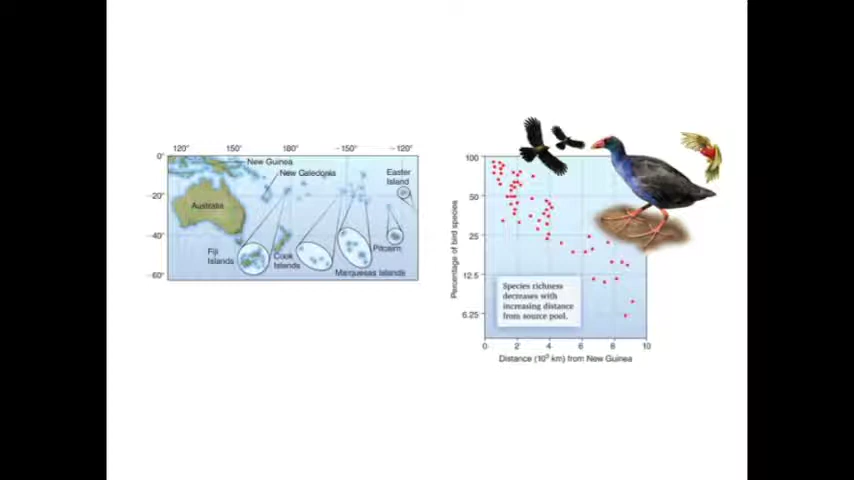 120° 150° 180° −150° −120°
0°
−20°
−40°
−60°
New Guinea
New Caledonia
Easter
Island
Australia
Fiji
Islands
Cook
Islands
Pitcairn
Marquesas Islands
100
50
25
12.5
6.25
Percentage of bird species
Species richness
decreases with
increasing distance
from source pool.
0 2 4 6 8 10
Distance (10³ km) from New Guinea